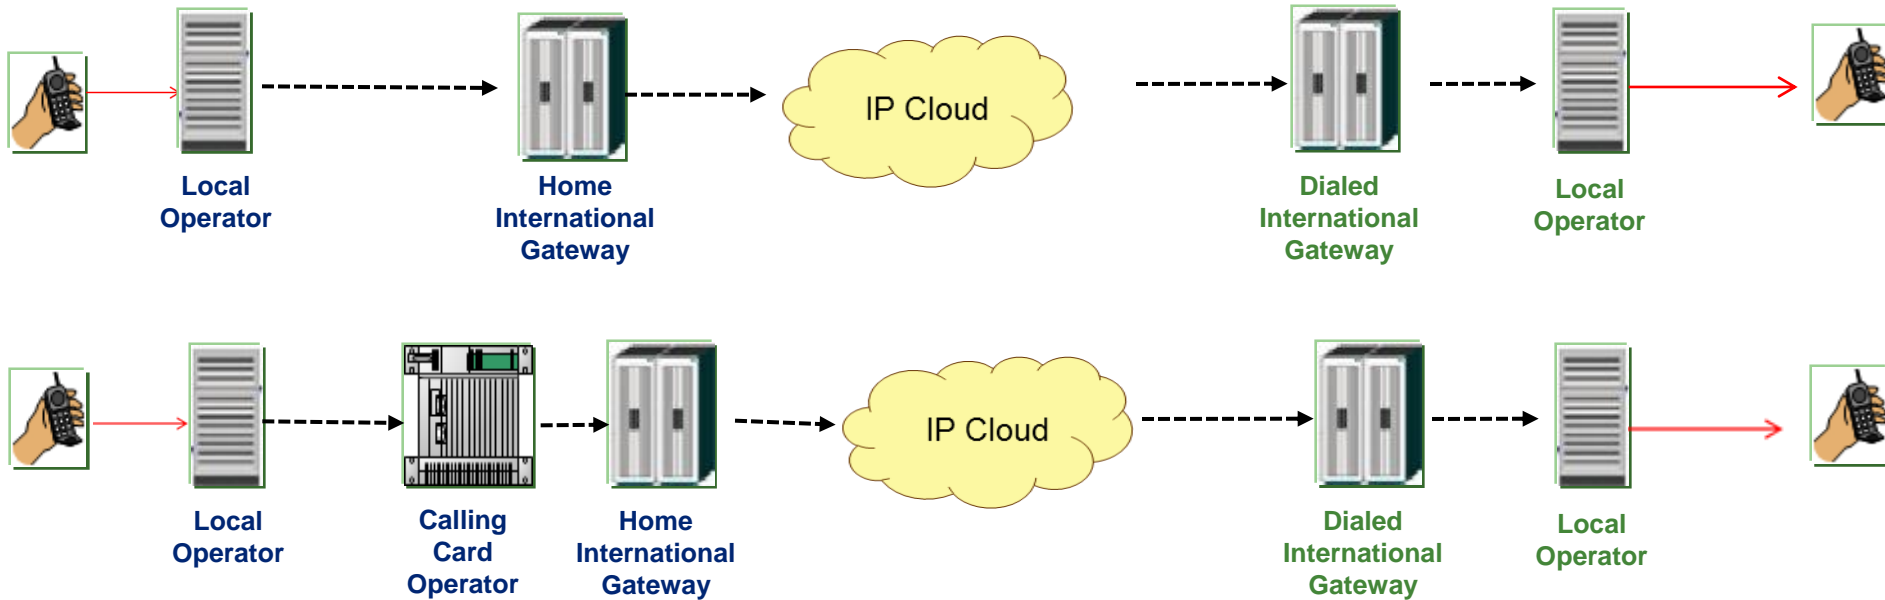 IP Cloud
Local
Operator
Home
International
Gateway
Dialed
International
Gateway
Local
Operator
IP Cloud
Local
Operator
Calling
Card
Operator
Home
International
Gateway
Dialed
International
Gateway
Local
Operator